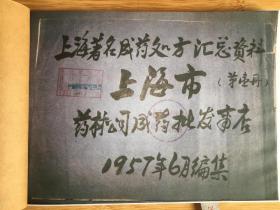 上海著名成药处方汇总资料
上海市
（第壹册）
药材公司成药批发商店
1957年6月编集